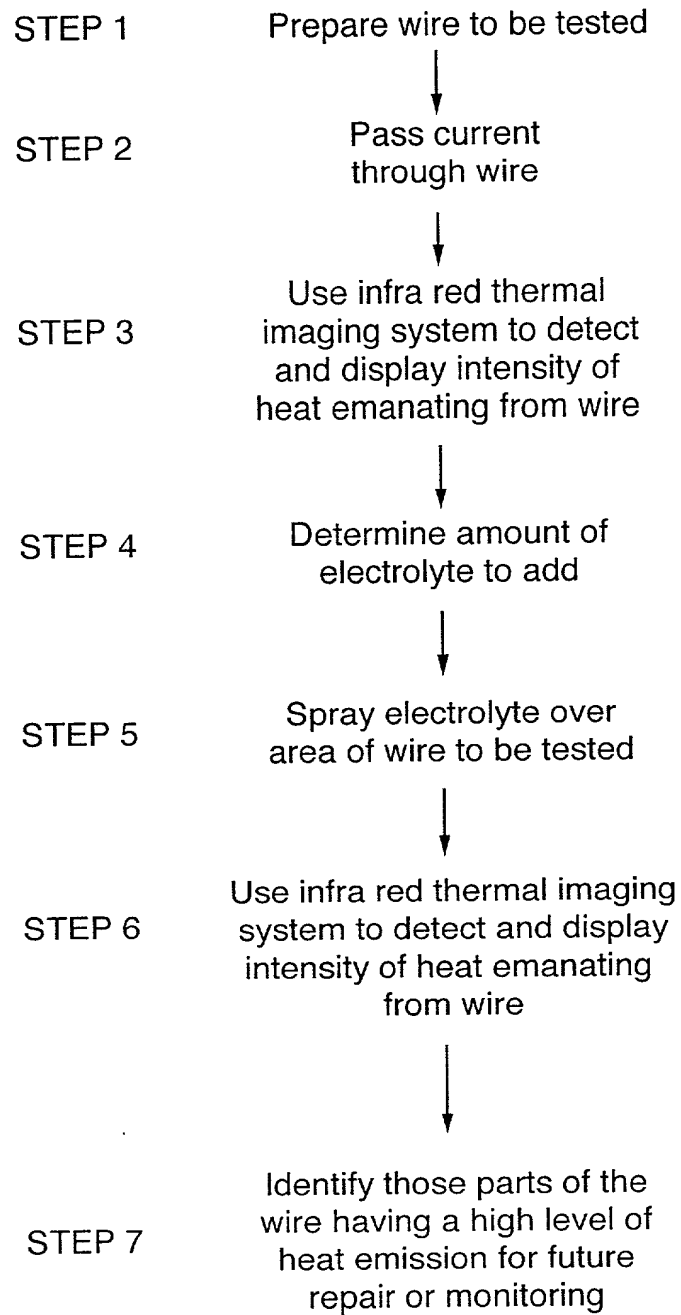 STEP 1 Prepare wire to be tested
STEP 2 Pass current
through wire
STEP 3 Use infra red thermal
imaging system to detect
and display intensity of
heat emanating from wire
STEP 4 Determine amount of
electrolyte to add
STEP 5 Spray electrolyte over
area of wire to be tested
STEP 6 Use infra red thermal imaging
system to detect and display
intensity of heat emanating
from wire
STEP 7 Identify those parts of the
wire having a high level of
heat emission for future
repair or monitoring